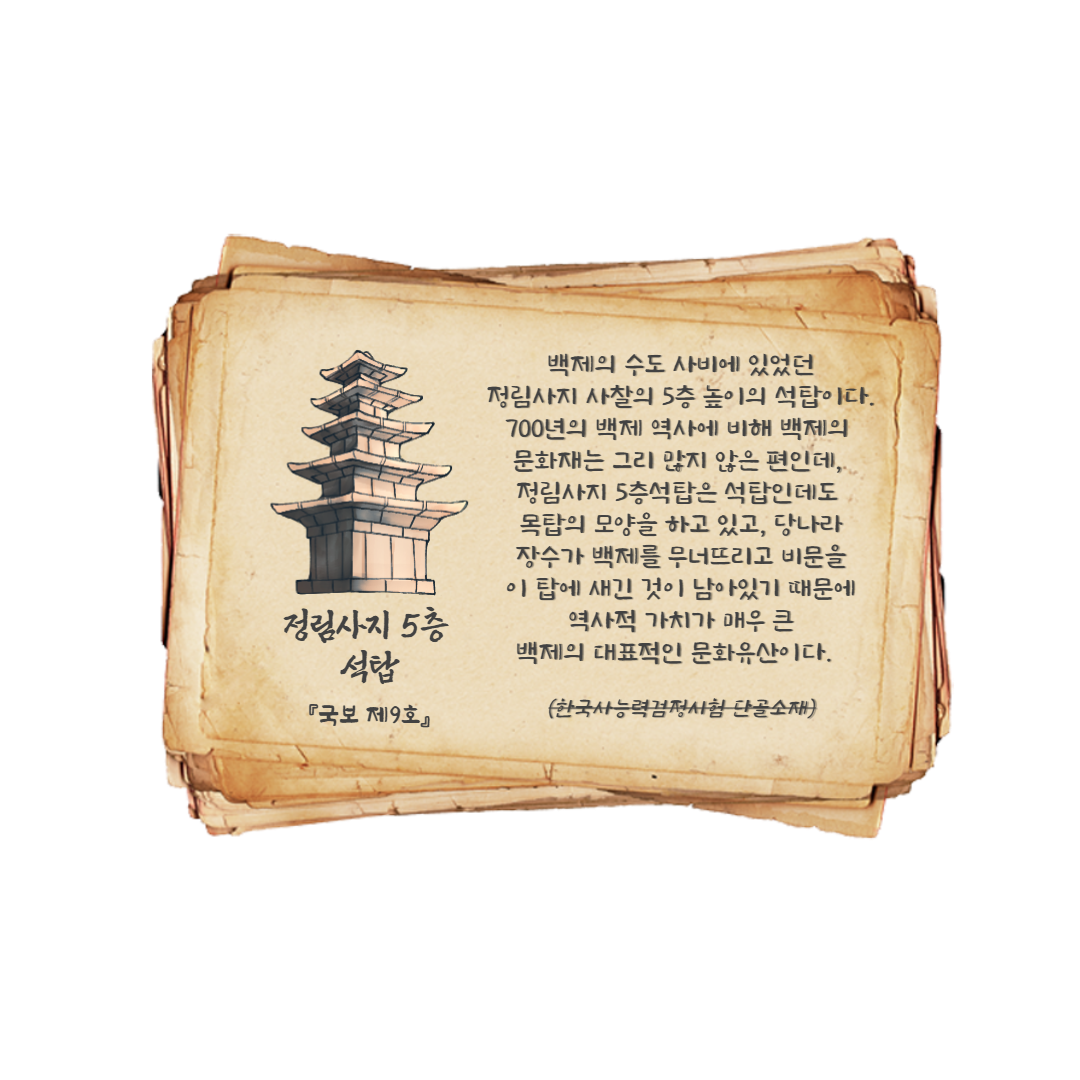 정림사지 5층
석탑
『국보 제9호』
백제의 수도 사비에 있었던
정림사지 사찰의 5층 높이의 석탑이다.
700년의 백제 역사에 비해 백제의
문화재는 그리 많지 않은 편인데,
정림사지 5층석탑은 석탑인데도
목탑의 모양을 하고 있고, 당나라
장수가 백제를 무너뜨리고 비문을
이 탑에 새긴 것이 남아있기 때문에
역사적 가치가 매우 큰
백제의 대표적인 문화유산이다.
(한국사능력검정시험 단골소재)